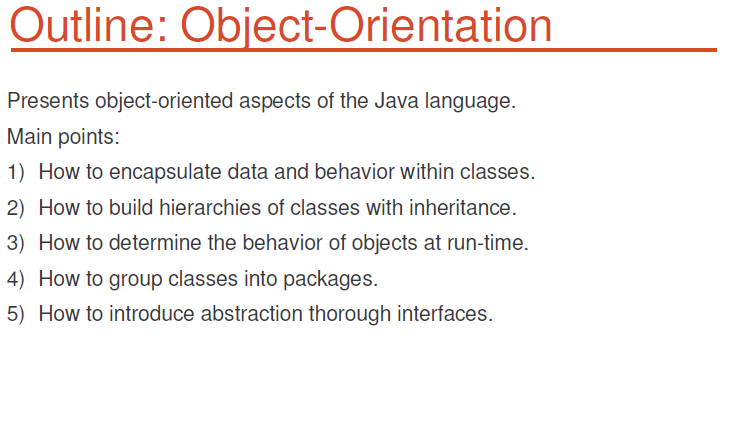 Outline: Object-Orientation
Presents object-oriented aspects of the Java language.
Main points:
1) How to encapsulate data and behavior within classes.
2) How to build hierarchies of classes with inheritance.
3) How to determine the behavior of objects at run-time.
4) How to group classes into packages.
5) How to introduce abstraction thorough interfaces.